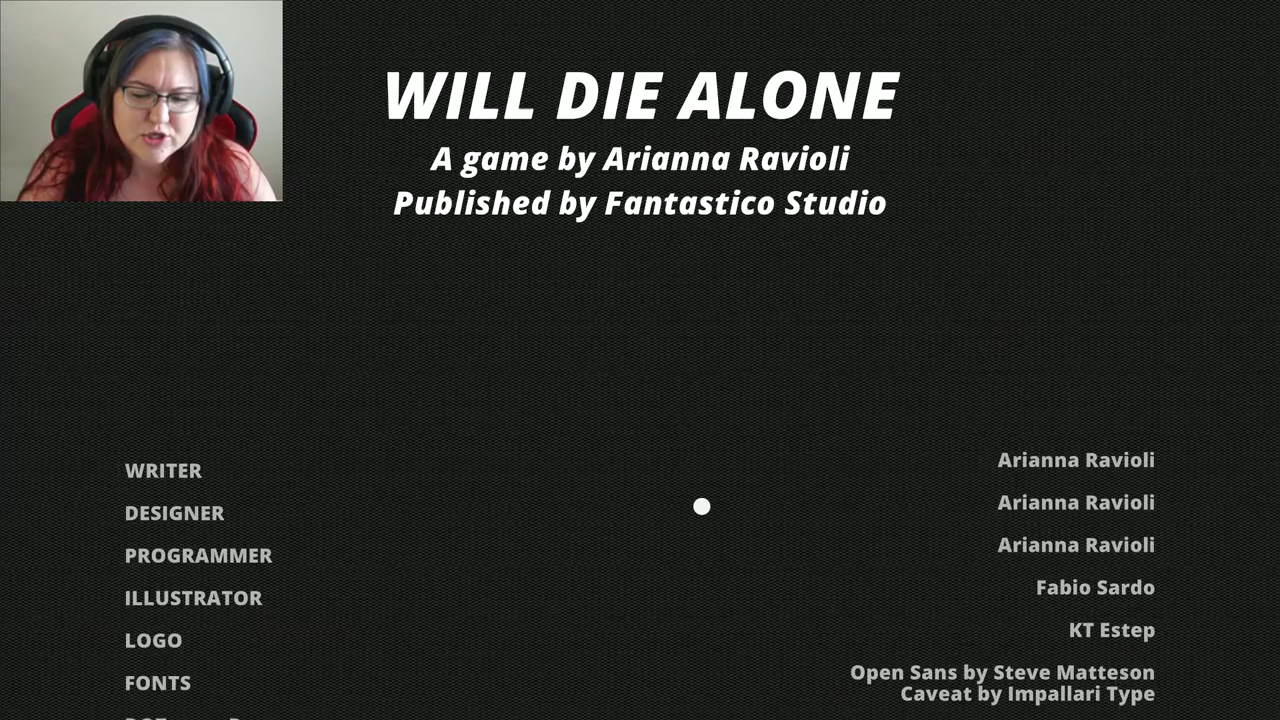 WILL DIE ALONE
A game by Arianna Ravioli
Published by Fantastico Studio
WRITER Arianna Ravioli
DESIGNER Arianna Ravioli
PROGRAMMER Arianna Ravioli
ILLUSTRATOR Fabio Sardo
LOGO KT Estep
FONTS Open Sans by Steve Matteson
Caveat by Impallari Type